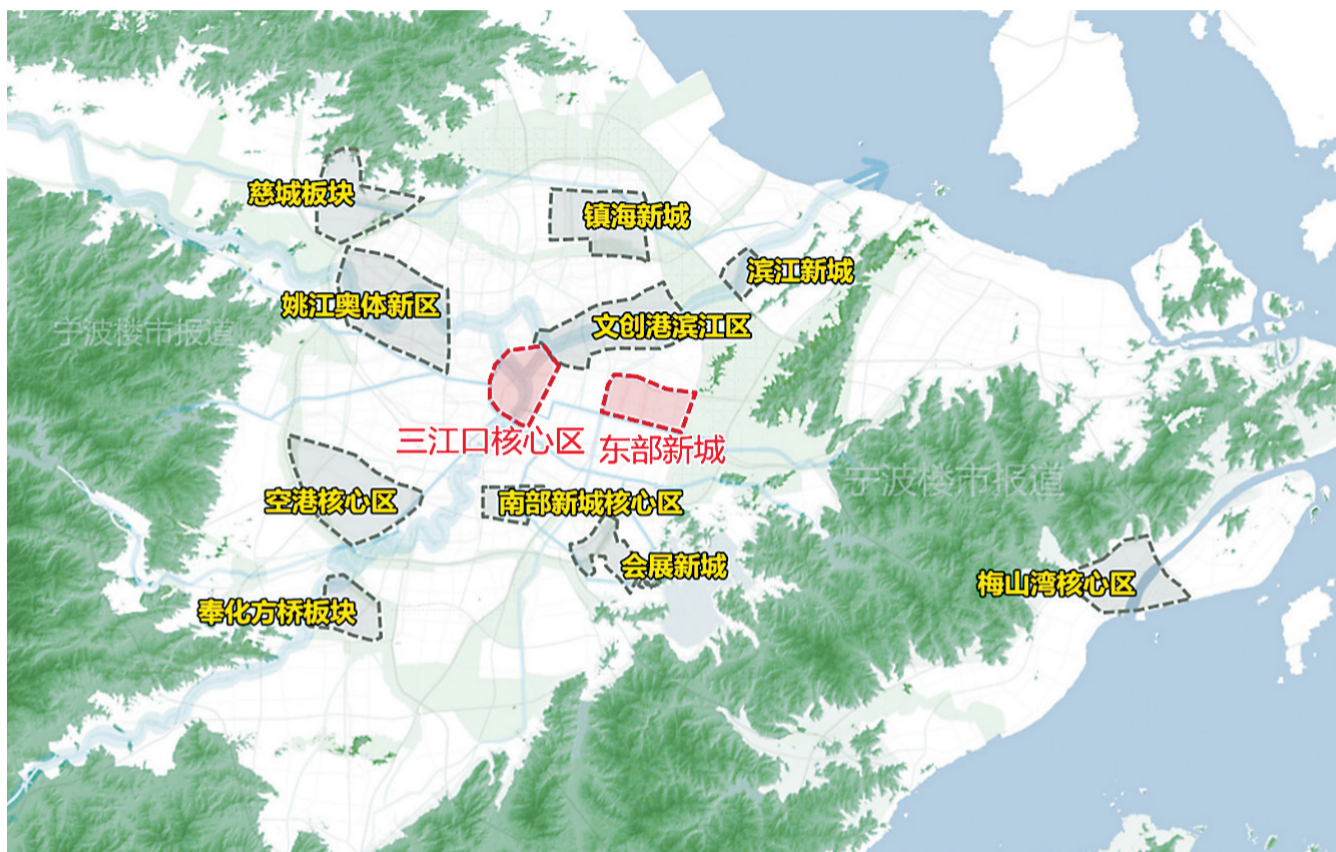 慈城板块
镇海新城
滨江新城
姚江奥体新区
文创港滨江区
宁波楼市报道
三江口核心区
东部新城
宁波楼市报道
空港核心区
南部新城核心区
会展新城
梅山湾核心区
奉化方桥板块